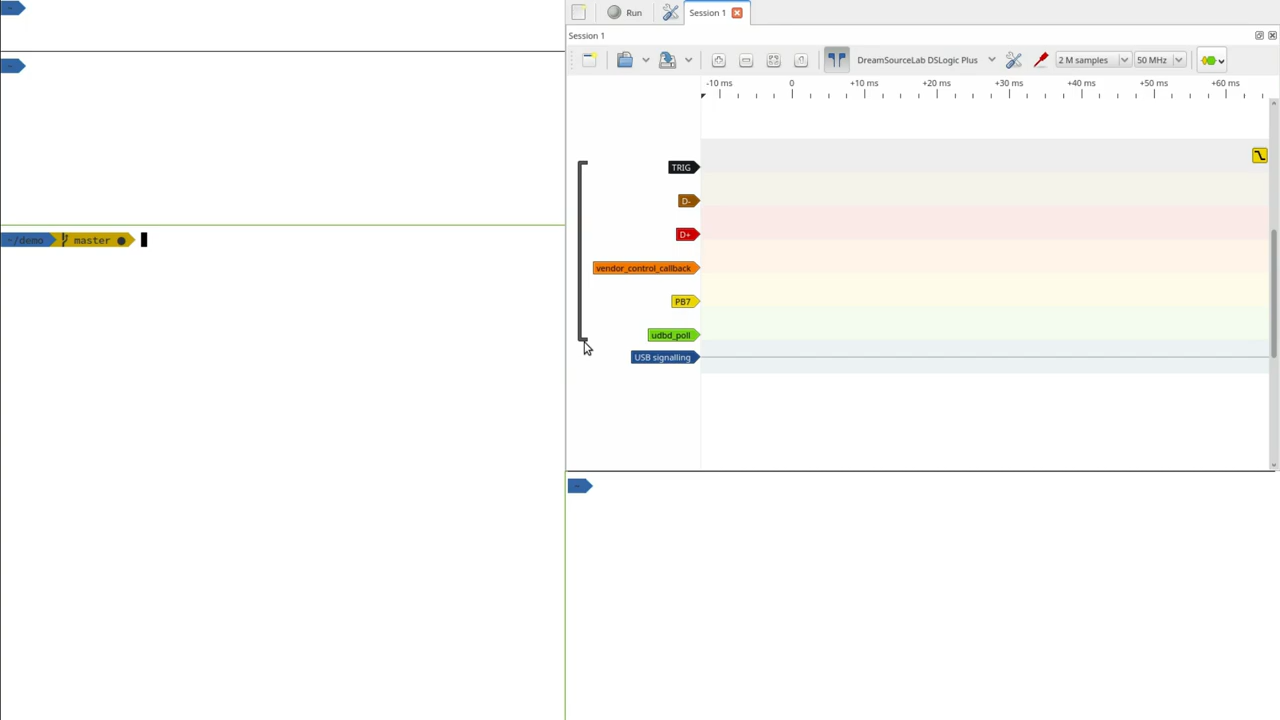 ~
~
~/demo master ●
Run
Session 1
Session 1
DreamSourceLab DSLogic Plus
2 M samples
50 MHz
-10 ms 0 +10 ms +20 ms +30 ms +40 ms +50 ms +60 ms
TRIG
D-
D+
vendor_control_callback
PB7
udbd_poll
USB signalling
~